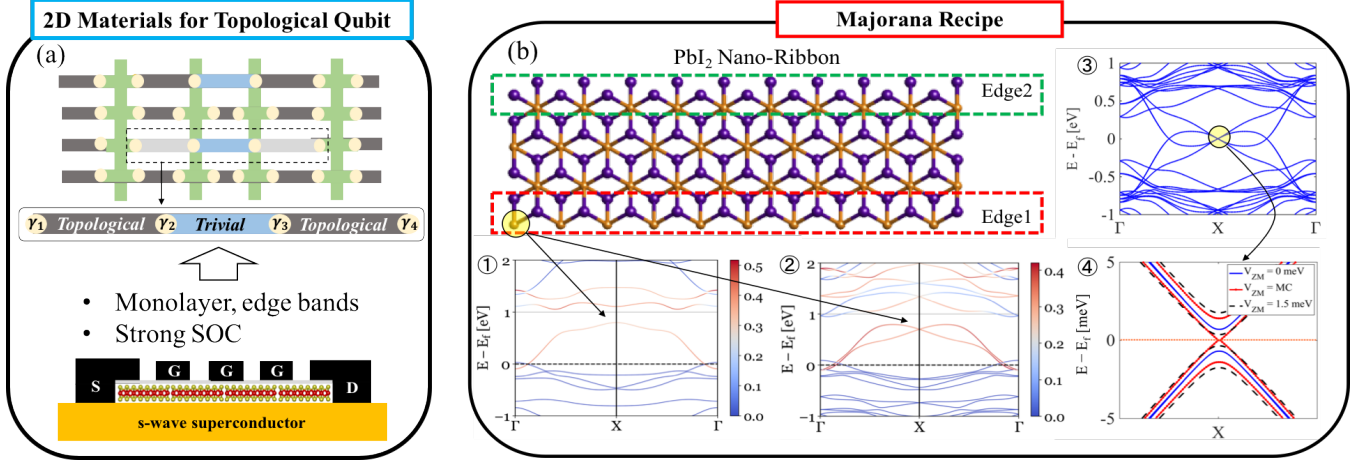 2D Materials for Topological Qubit
(a)
γ1 Topological γ2 Trivial γ3 Topological γ4
• Monolayer, edge bands
• Strong SOC
S G G G D
s-wave superconductor
Majorana Recipe
(b)
PbI2 Nano-Ribbon
Edge2
Edge1
①
E − Ef [eV]
2
1
0
−1
Γ X Γ
0.5
0.4
0.3
0.2
0.1
0.0
②
E − Ef [eV]
2
1
0
−1
Γ X Γ
0.4
0.3
0.2
0.1
0.0
③
E - Ef [eV]
1
0.5
0
-0.5
-1
Γ X Γ
④
E − Ef [meV]
5
0
-5
X
VZM = 0 meV
VZM = MC
VZM = 1.5 meV